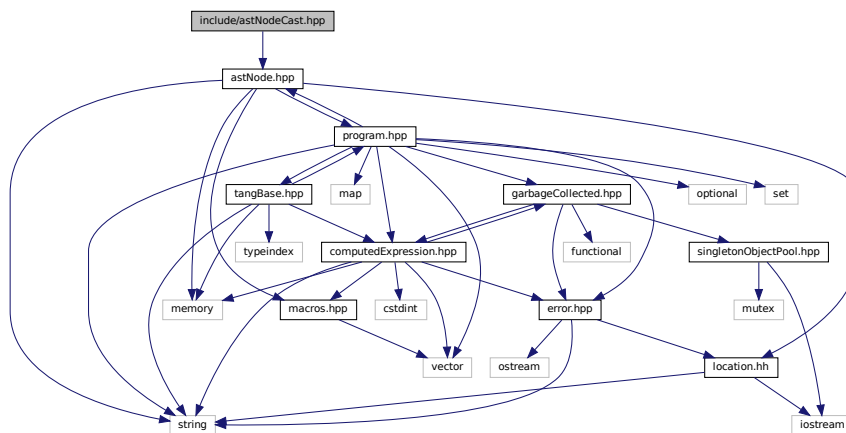 include/astNodeCast.hpp
astNode.hpp
program.hpp
tangBase.hpp
map
garbageCollected.hpp
optional
set
typeindex
computedExpression.hpp
functional
singletonObjectPool.hpp
memory
macros.hpp
cstdint
error.hpp
mutex
vector
ostream
location.hh
string
iostream